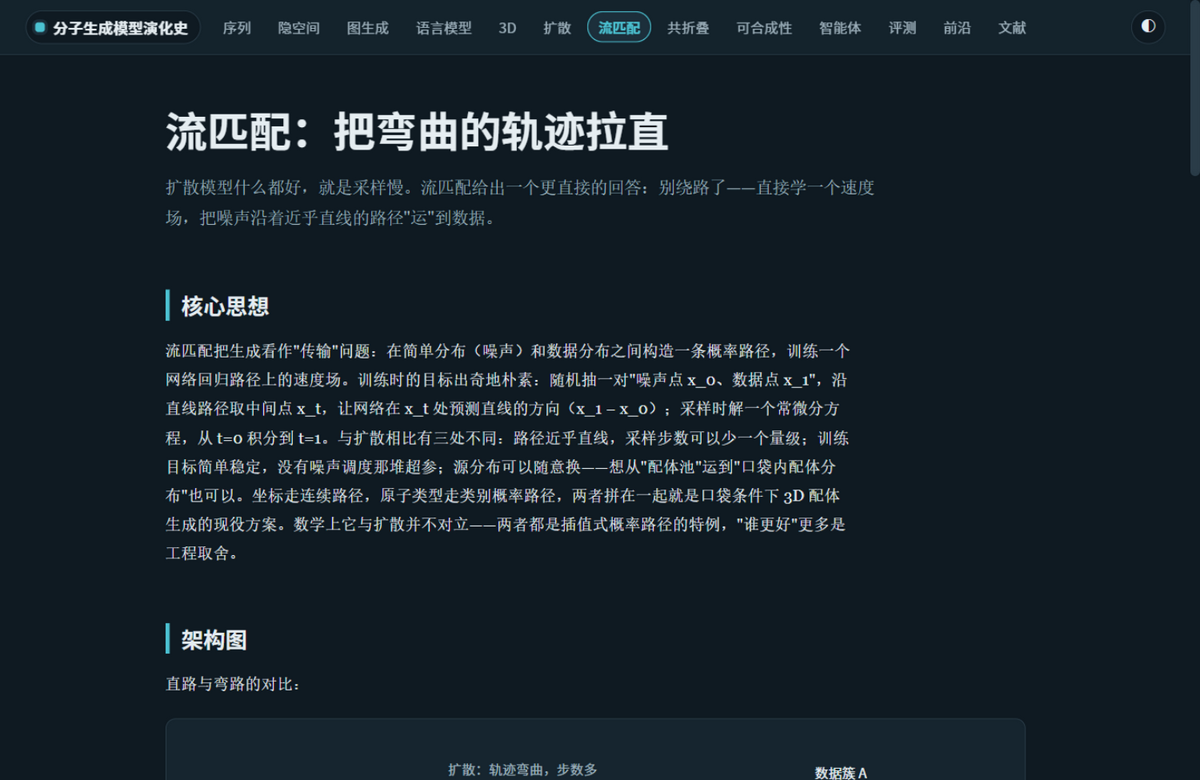 分子生成模型演化史 序列 隐空间 图生成 语言模型 3D 扩散 流匹配 共折叠 可合成性 智能体 评测 前沿 文献
流匹配：把弯曲的轨迹拉直
扩散模型什么都好，就是采样慢。流匹配给出一个更直接的回答：别绕路了——直接学一个速度
场，把噪声沿着近乎直线的路径"运"到数据。
核心思想
流匹配把生成看作"传输"问题：在简单分布（噪声）和数据分布之间构造一条概率路径，训练一个
网络回归路径上的速度场。训练时的目标出奇地朴素：随机抽一对"噪声点 x_0、数据点 x_1"，沿
直线路径取中间点 x_t，让网络在 x_t 处预测直线的方向（x_1 − x_0）；采样时解一个常微分方
程，从 t=0 积分到 t=1。与扩散相比有三处不同：路径近乎直线，采样步数可以少一个量级；训练
目标简单稳定，没有噪声调度那堆超参；源分布可以随意换——想从"配体池"运到"口袋内配体分
布"也可以。坐标走连续路径，原子类型走类别概率路径，两者拼在一起就是口袋条件下 3D 配体
生成的现役方案。数学上它与扩散并不对立——两者都是插值式概率路径的特例，"谁更好"更多是
工程取舍。
架构图
直路与弯路的对比：
扩散：轨迹弯曲，步数多
数据簇 A